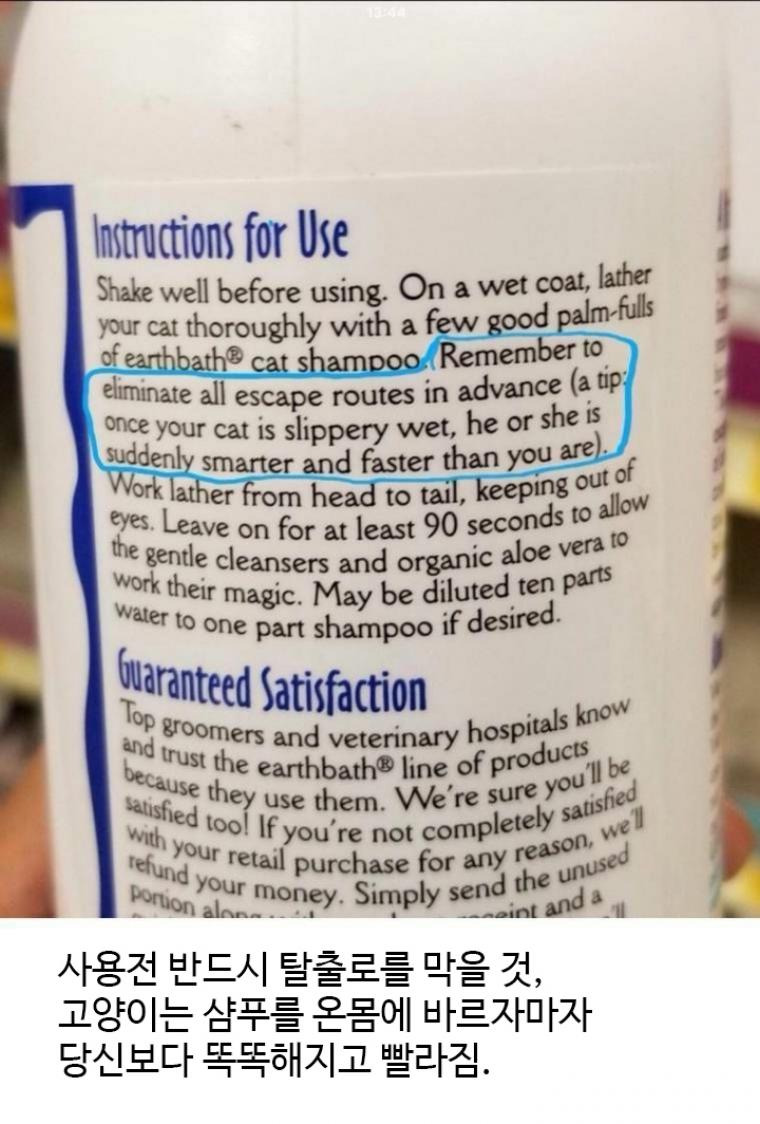 13:44
Instructions for Use
Shake well before using. On a wet coat, lather
your cat thoroughly with a few good palm-fulls
of earthbath® cat shampoo. Remember to
eliminate all escape routes in advance (a tip:
once your cat is slippery wet, he or she is
suddenly smarter and faster than you are).
Work lather from head to tail, keeping out of
eyes. Leave on for at least 90 seconds to allow
the gentle cleansers and organic aloe vera to
work their magic. May be diluted ten parts
water to one part shampoo if desired.
Guaranteed Satisfaction
Top groomers and veterinary hospitals know
and trust the earthbath® line of products
because they use them. We're sure you'll be
satisfied too! If you're not completely satisfied
with your retail purchase for any reason, we'll
refund your money. Simply send the unused
portion along and a
사용전 반드시 탈출로를 막을 것,
고양이는 샴푸를 온몸에 바르자마자
당신보다 똑똑해지고 빨라짐.